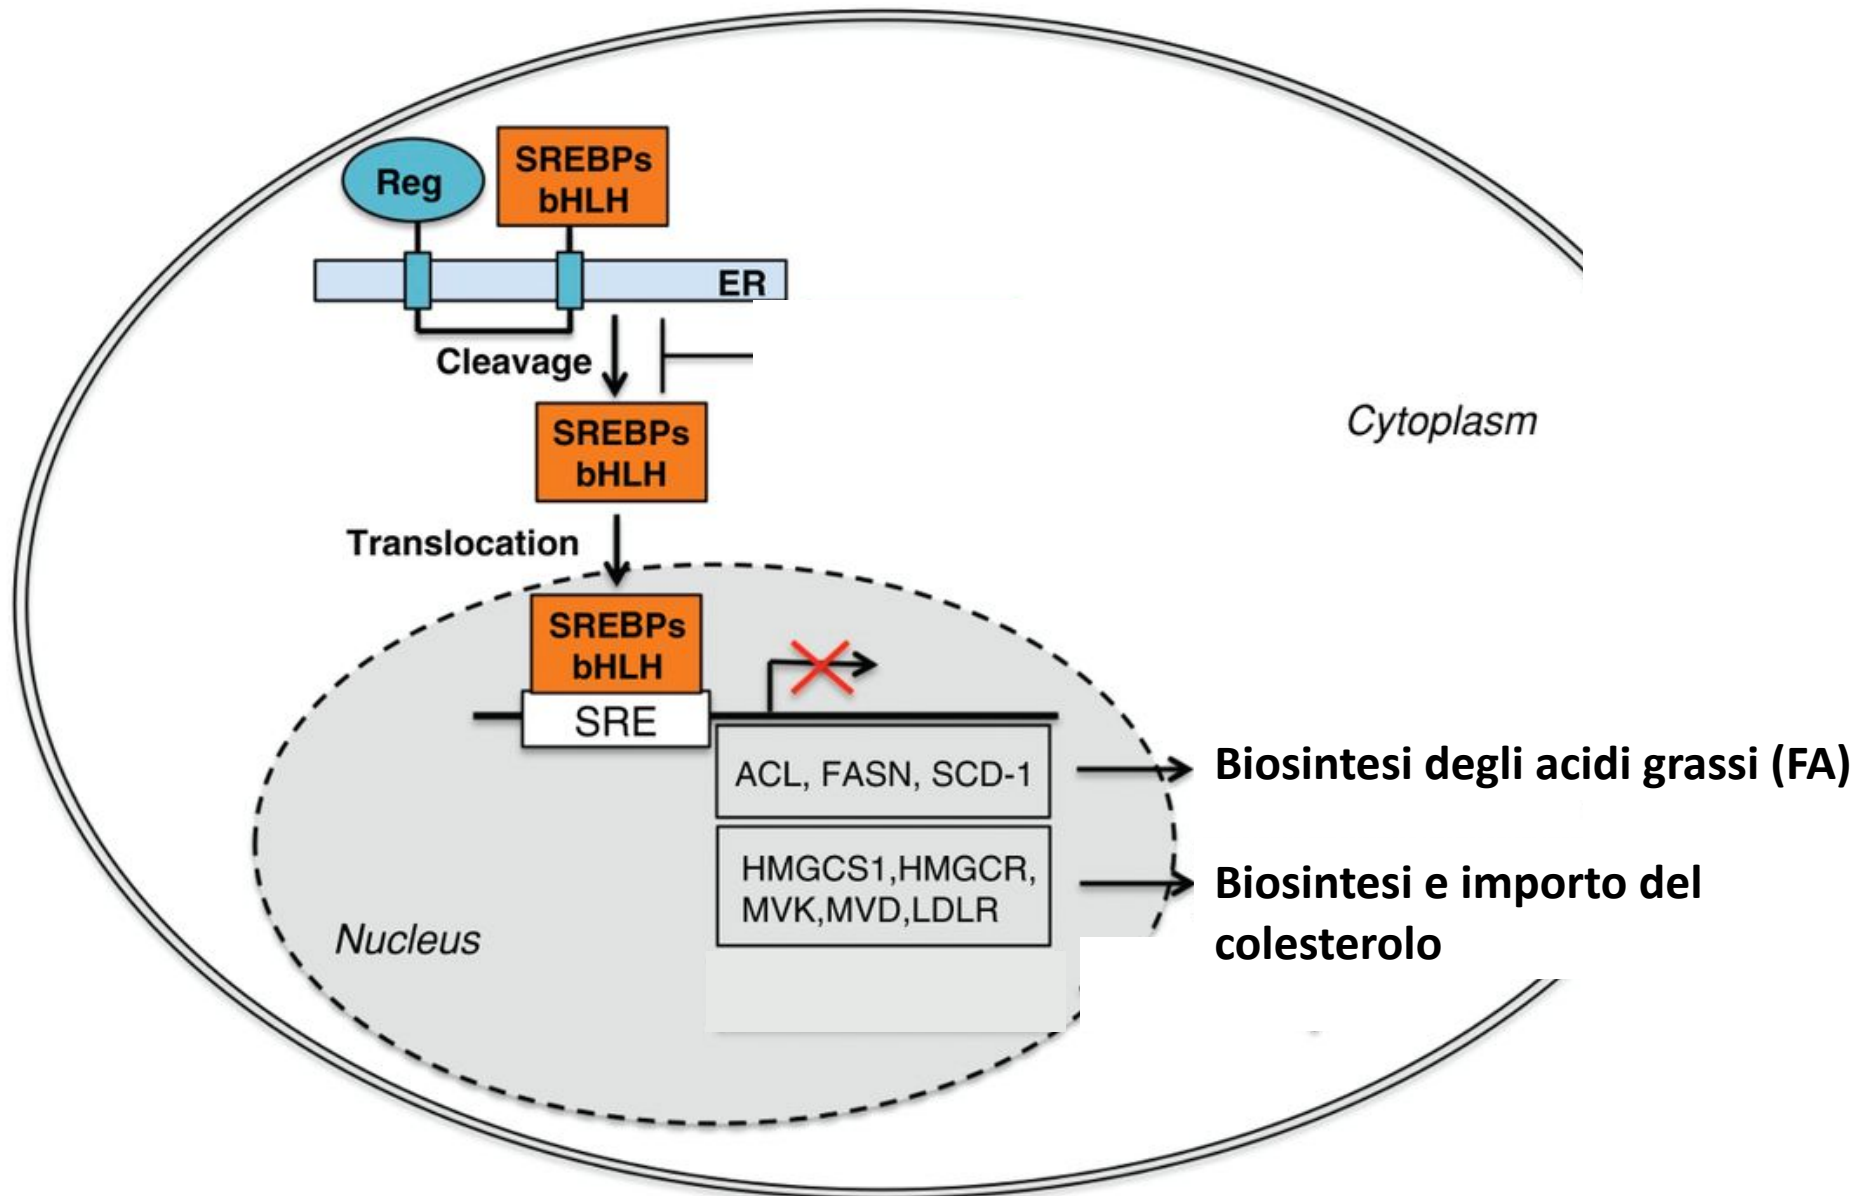 Reg
SREBPs
bHLH
ER
Cleavage
SREBPs
bHLH
Cytoplasm
Translocation
SREBPs
bHLH
SRE
ACL, FASN, SCD-1
Biosintesi degli acidi grassi (FA)
HMGCS1,HMGCR,
MVK,MVD,LDLR
Biosintesi e importo del
colesterolo
Nucleus